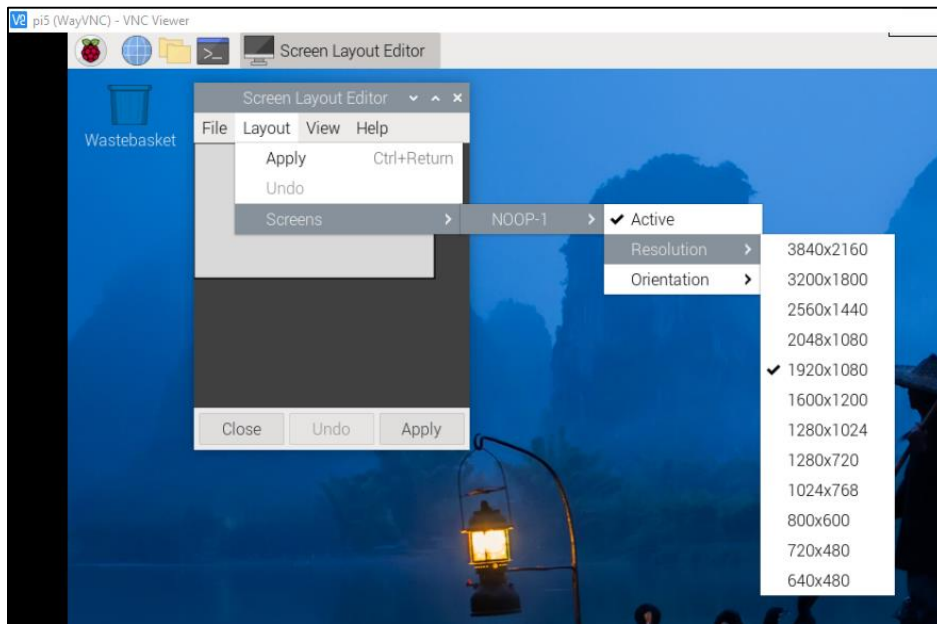 V2 pi5 (WayVNC) - VNC Viewer
>_ Screen Layout Editor
Wastebasket
Screen Layout Editor
File Layout View Help
Apply Ctrl+Return
Undo
Screens
NOOP-1
Active
Resolution
Orientation
3840x2160
3200x1800
2560x1440
2048x1080
1920x1080
1600x1200
1280x1024
1280x720
1024x768
800x600
720x480
640x480
Close Undo Apply